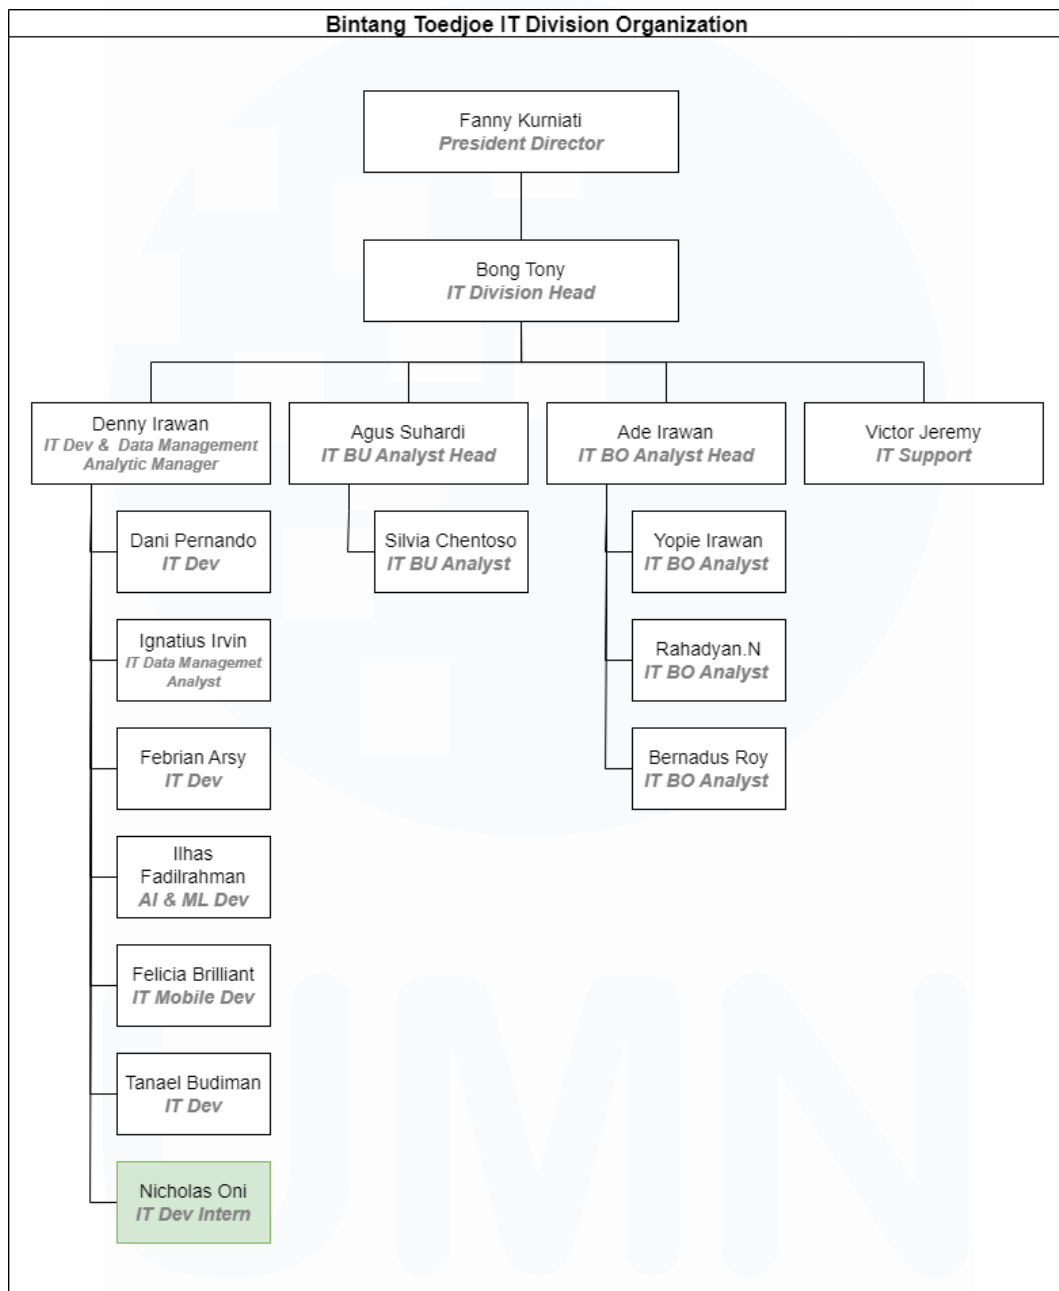 Bintang Toedjoe IT Division Organization
Fanny Kurniati
President Director
Bong Tony
IT Division Head
Denny Irawan
IT Dev & Data Management
Analytic Manager
Agus Suhardi
IT BU Analyst Head
Ade Irawan
IT BO Analyst Head
Victor Jeremy
IT Support
Dani Pernando
IT Dev
Silvia Chentoso
IT BU Analyst
Yopie Irawan
IT BO Analyst
Ignatius Irvin
IT Data Managemet
Analyst
Rahadyan.N
IT BO Analyst
Febrian Arsy
IT Dev
Bernadus Roy
IT BO Analyst
Ilhas
Fadilrahman
AI & ML Dev
Felicia Brilliant
IT Mobile Dev
Tanael Budiman
IT Dev
Nicholas Oni
IT Dev Intern
UMN